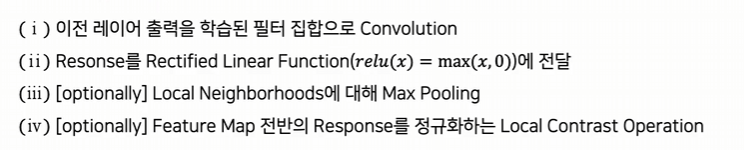 (ⅰ) 이전 레이어 출력을 학습된 필터 집합으로 Convolution
(ⅱ) Resonse를 Rectified Linear Function(relu(x) = max(x, 0))에 전달
(ⅲ) [optionally] Local Neighborhoods에 대해 Max Pooling
(ⅳ) [optionally] Feature Map 전반의 Response를 정규화하는 Local Contrast Operation